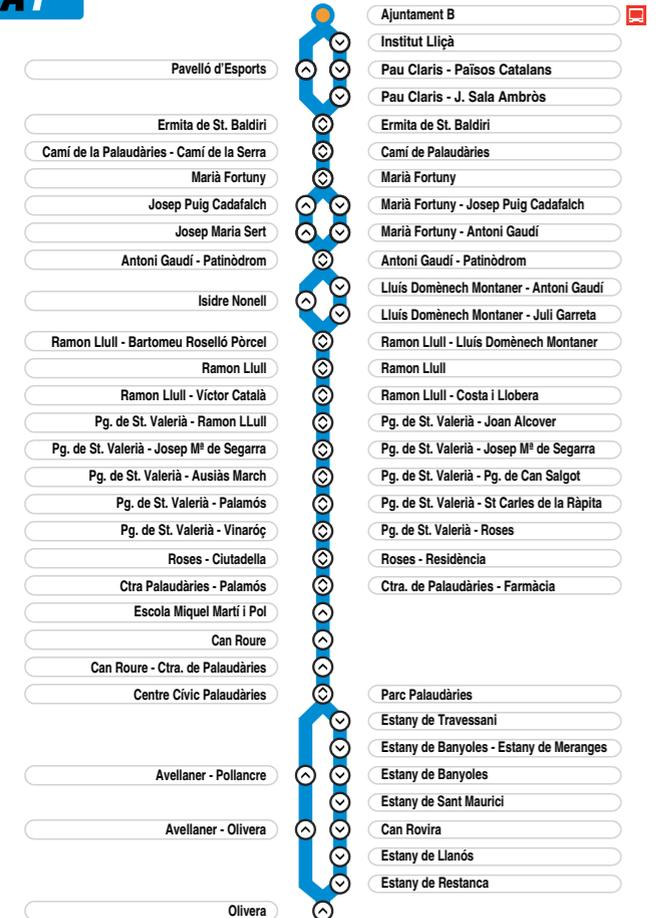 Ajuntament B
Institut Lliçà
Pavelló d'Esports
Pau Claris - Països Catalans
Pau Claris - J. Sala Ambròs
Ermita de St. Baldiri
Ermita de St. Baldiri
Camí de la Palaudàries - Camí de la Serra
Camí de Palaudàries
Marià Fortuny
Marià Fortuny
Josep Puig Cadafalch
Marià Fortuny - Josep Puig Cadafalch
Josep Maria Sert
Marià Fortuny - Antoni Gaudí
Antoni Gaudí - Patinòdrom
Antoni Gaudí - Patinòdrom
Lluís Domènech Montaner - Antoni Gaudí
Isidre Nonell
Lluís Domènech Montaner - Juli Garreta
Ramon Llull - Bartomeu Roselló Pòrcel
Ramon Llull - Lluís Domènech Montaner
Ramon Llull
Ramon Llull
Ramon Llull - Víctor Català
Ramon Llull - Costa i Llobera
Pg. de St. Valerià - Ramon LLull
Pg. de St. Valerià - Joan Alcover
Pg. de St. Valerià - Josep Mª de Segarra
Pg. de St. Valerià - Josep Mª de Segarra
Pg. de St. Valerià - Ausiàs March
Pg. de St. Valerià - Pg. de Can Salgot
Pg. de St. Valerià - Palamós
Pg. de St. Valerià - St Carles de la Ràpita
Pg. de St. Valerià - Vinaróç
Pg. de St. Valerià - Roses
Roses - Ciutadella
Roses - Residència
Ctra Palaudàries - Palamós
Ctra. de Palaudàries - Farmàcia
Escola Miquel Martí i Pol
Can Roure
Can Roure - Ctra. de Palaudàries
Centre Cívic Palaudàries
Parc Palaudàries
Estany de Travessani
Estany de Banyoles - Estany de Meranges
Avellaner - Pollancre
Estany de Banyoles
Estany de Sant Maurici
Avellaner - Olivera
Can Rovira
Estany de Llanós
Estany de Restanca
Olivera